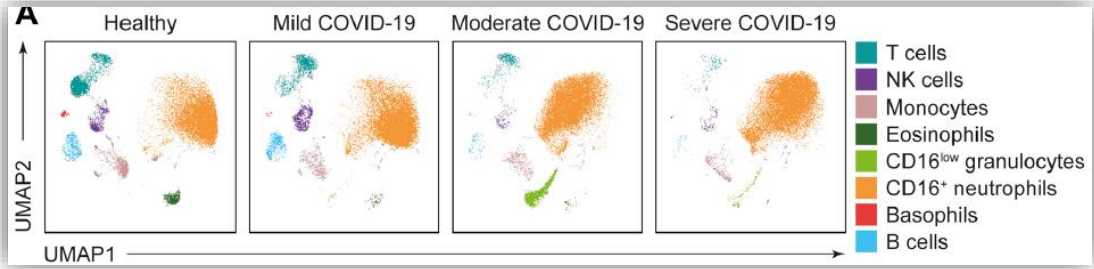 A
Healthy
Mild COVID-19
Moderate COVID-19
Severe COVID-19
T cells
NK cells
Monocytes
Eosinophils
CD16low granulocytes
CD16+ neutrophils
Basophils
B cells
UMAP2
UMAP1